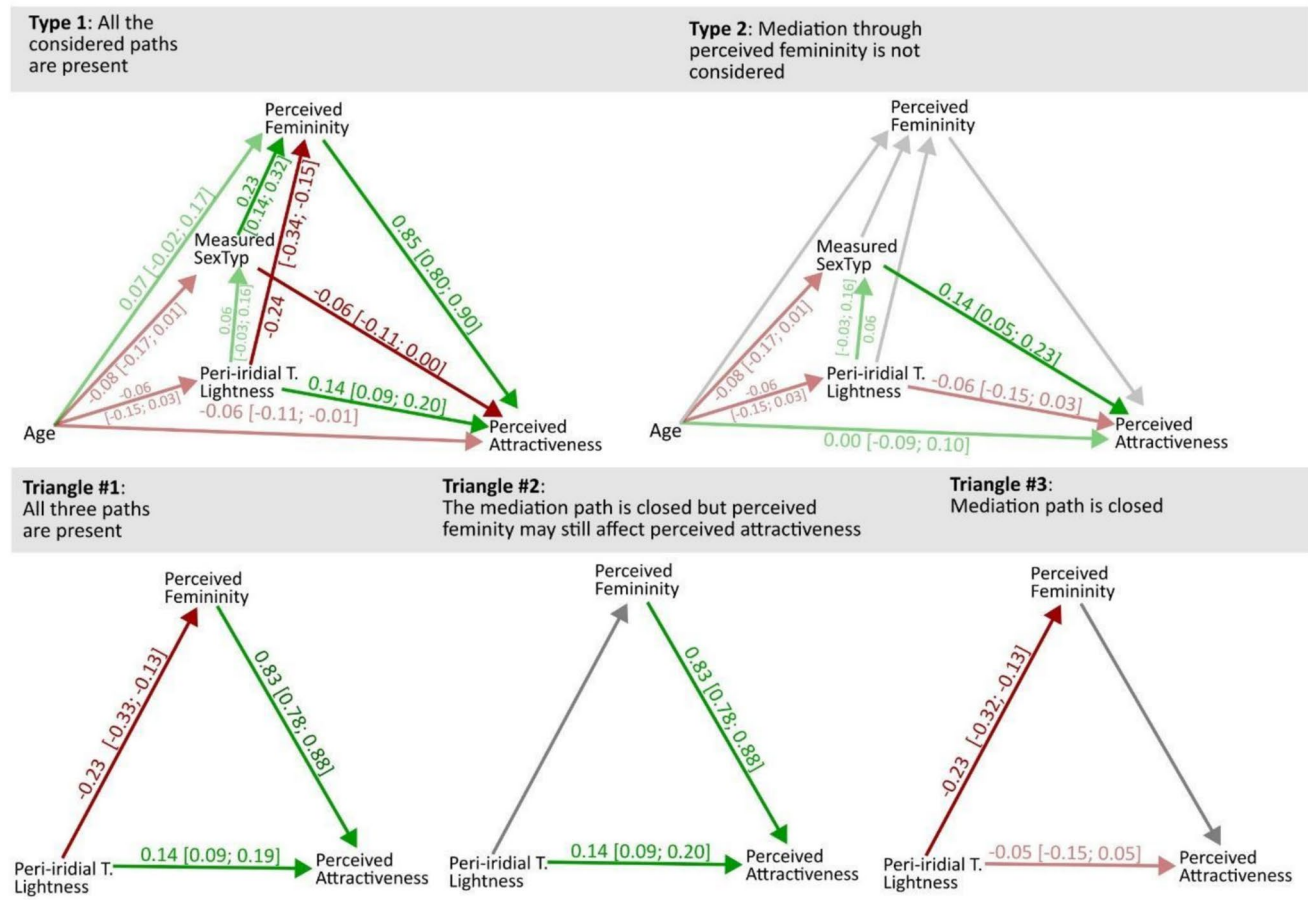 Type 1: All the
considered paths
are present
Type 2: Mediation through
perceived femininity is not
considered
Perceived
Femininity
0.07 [-0.02; 0.17]
0.23
[0.14; 0.32]
[-0.34; -0.15]
-0.24
0.85 [0.80; 0.90]
Measured
SexTyp
-0.08 [-0.17; 0.01]
0.06
[-0.03; 0.16]
-0.06 [-0.11; 0.00]
Peri-iridial T.
Lightness
-0.06
[-0.15; 0.03]
0.14 [0.09; 0.20]
-0.06 [-0.11; -0.01]
Age
Perceived
Attractiveness
Perceived
Femininity
Measured
SexTyp
-0.08 [-0.17; 0.01]
[-0.03; 0.16]
0.06
0.14 [0.05; 0.23]
Peri-iridial T.
Lightness
-0.06
[-0.15; 0.03]
-0.06 [-0.15; 0.03]
0.00 [-0.09; 0.10]
Age
Perceived
Attractiveness
Triangle #1:
All three paths
are present
Triangle #2:
The mediation path is closed but perceived
feminity may still affect perceived attractiveness
Triangle #3:
Mediation path is closed
Perceived
Femininity
-0.23 [-0.33; -0.13]
0.83 [0.78; 0.88]
0.14 [0.09; 0.19]
Peri-iridial T.
Lightness
Perceived
Attractiveness
Perceived
Femininity
0.83 [0.78; 0.88]
0.14 [0.09; 0.20]
Peri-iridial T.
Lightness
Perceived
Attractiveness
Perceived
Femininity
-0.23 [-0.32; -0.13]
-0.05 [-0.15; 0.05]
Peri-iridial T.
Lightness
Perceived
Attractiveness